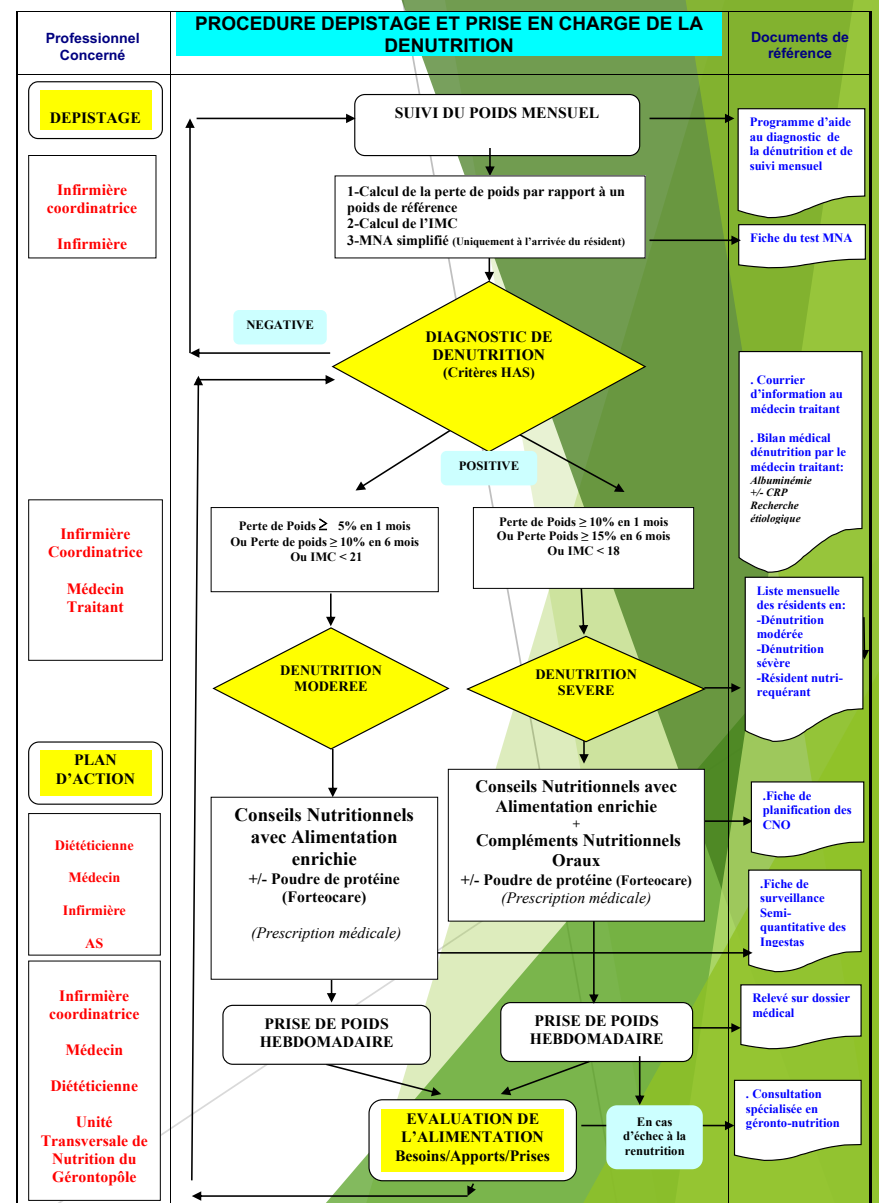 Professionnel
Concerné
PROCEDURE DEPISTAGE ET PRISE EN CHARGE DE LA
DENUTRITION
Documents de
référence
DEPISTAGE
SUIVI DU POIDS MENSUEL
Programme d'aide
au diagnostic de
la dénutrition et de
suivi mensuel
Infirmière
coordinatrice
Infirmière
1-Calcul de la perte de poids par rapport à un
poids de référence
2-Calcul de l'IMC
3-MNA simplifié (Uniquement à l'arrivée du résident)
Fiche du test MNA
NEGATIVE
DIAGNOSTIC DE
DENUTRITION
(Critères HAS)
. Courrier
d'information au
médecin traitant
. Bilan médical
dénutrition par le
médecin traitant:
Albuminémie
+/- CRP
Recherche
étiologique
POSITIVE
Infirmière
Coordinatrice
Médecin
Traitant
Perte de Poids ≥ 5% en 1 mois
Ou Perte de poids ≥ 10% en 6 mois
Ou IMC < 21
Perte de Poids ≥ 10% en 1 mois
Ou Perte Poids ≥ 15% en 6 mois
Ou IMC < 18
Liste mensuelle
des résidents en:
-Dénutrition
modérée
-Dénutrition
sévère
-Résident nutri-
requérant
DENUTRITION
MODEREE
DENUTRITION
SEVERE
PLAN
D'ACTION
Diététicienne
Médecin
Infirmière
AS
Conseils Nutritionnels
avec Alimentation
enrichie
+/- Poudre de protéine
(Forteocare)
(Prescription médicale)
Conseils Nutritionnels avec
Alimentation enrichie
+
Compléments Nutritionnels
Oraux
+/- Poudre de protéine (Forteocare)
(Prescription médicale)
.Fiche de
planification des
CNO
.Fiche de
surveillance
Semi-
quantitative des
Ingestas
Infirmière
coordinatrice
Médecin
Diététicienne
Unité
Transversale de
Nutrition du
Gérontopôle
PRISE DE POIDS
HEBDOMADAIRE
PRISE DE POIDS
HEBDOMADAIRE
Relevé sur dossier
médical
EVALUATION DE
L'ALIMENTATION
Besoins/Apports/Prises
En cas
d'échec à la
renutrition
. Consultation
spécialisée en
géronto-nutrition